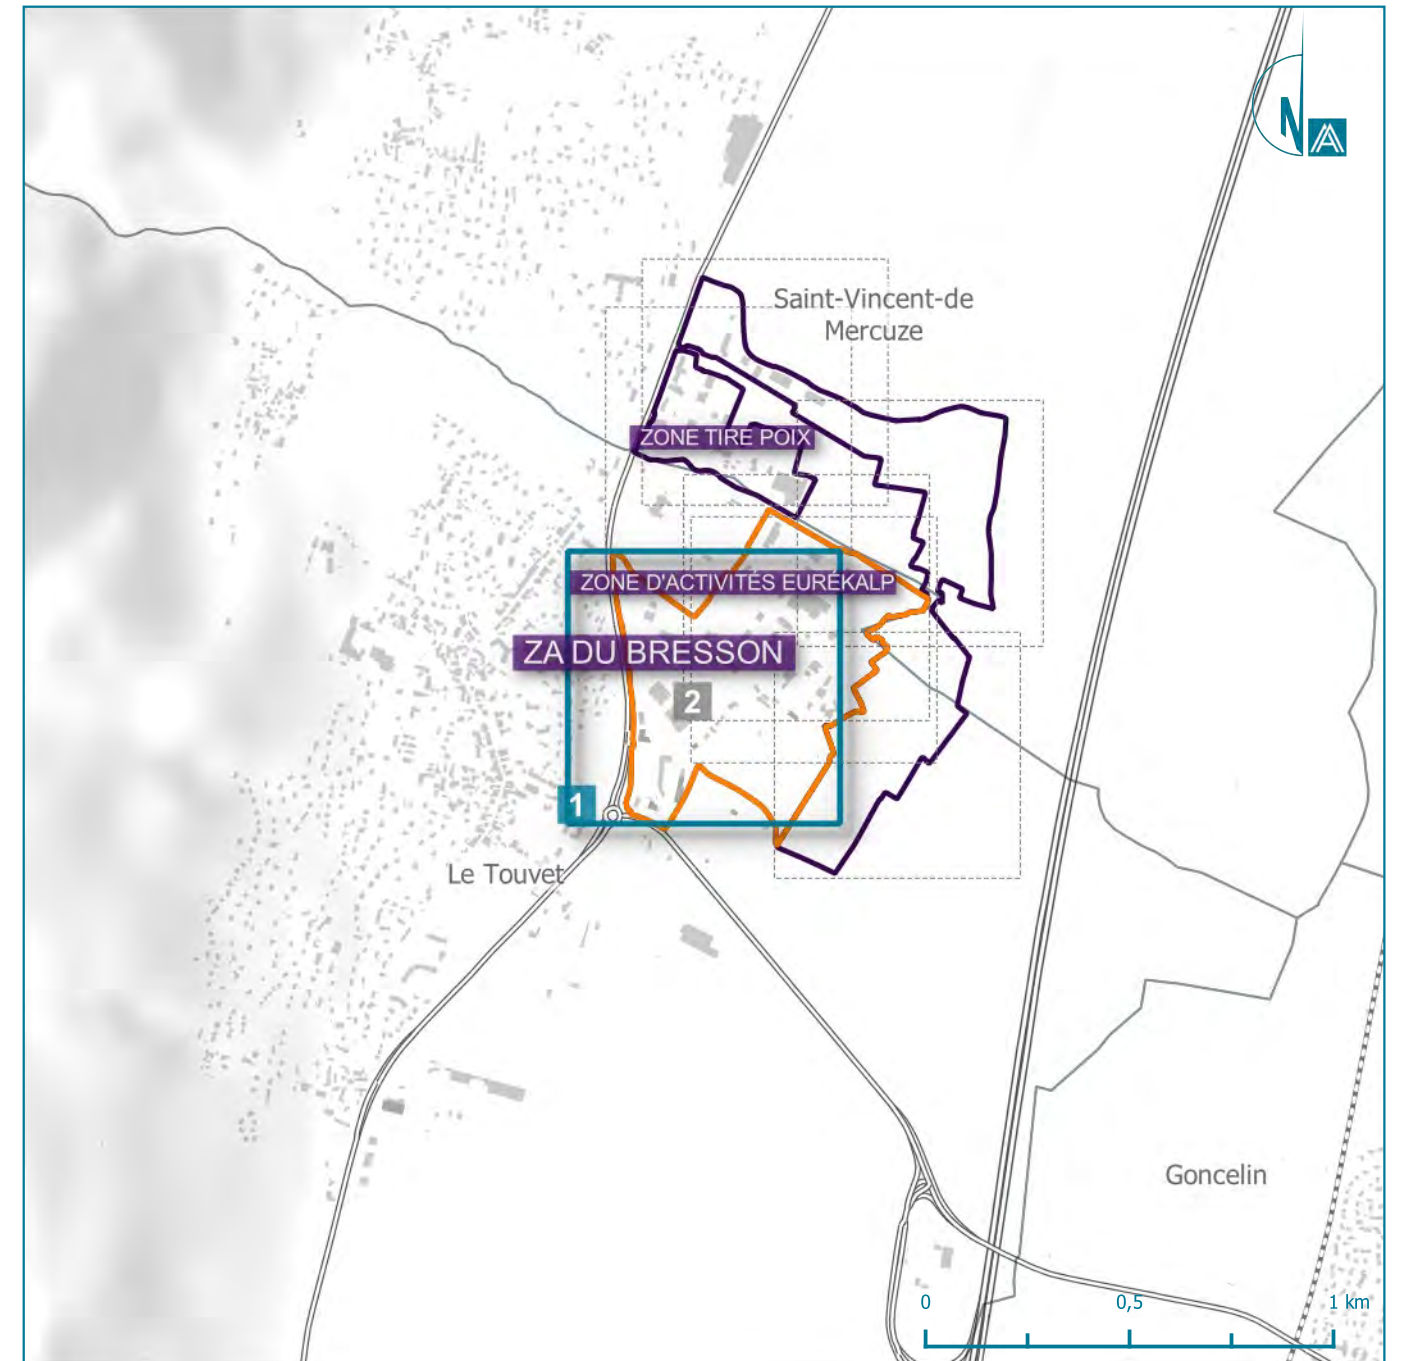 N
Saint-Vincent-de
Mercuze
ZONE TIRE POIX
ZONE D'ACTIVITÉS EURÉKALP
ZA DU BRESSON
2
1
Le Touvet
Goncelin
0 0,5 1 km